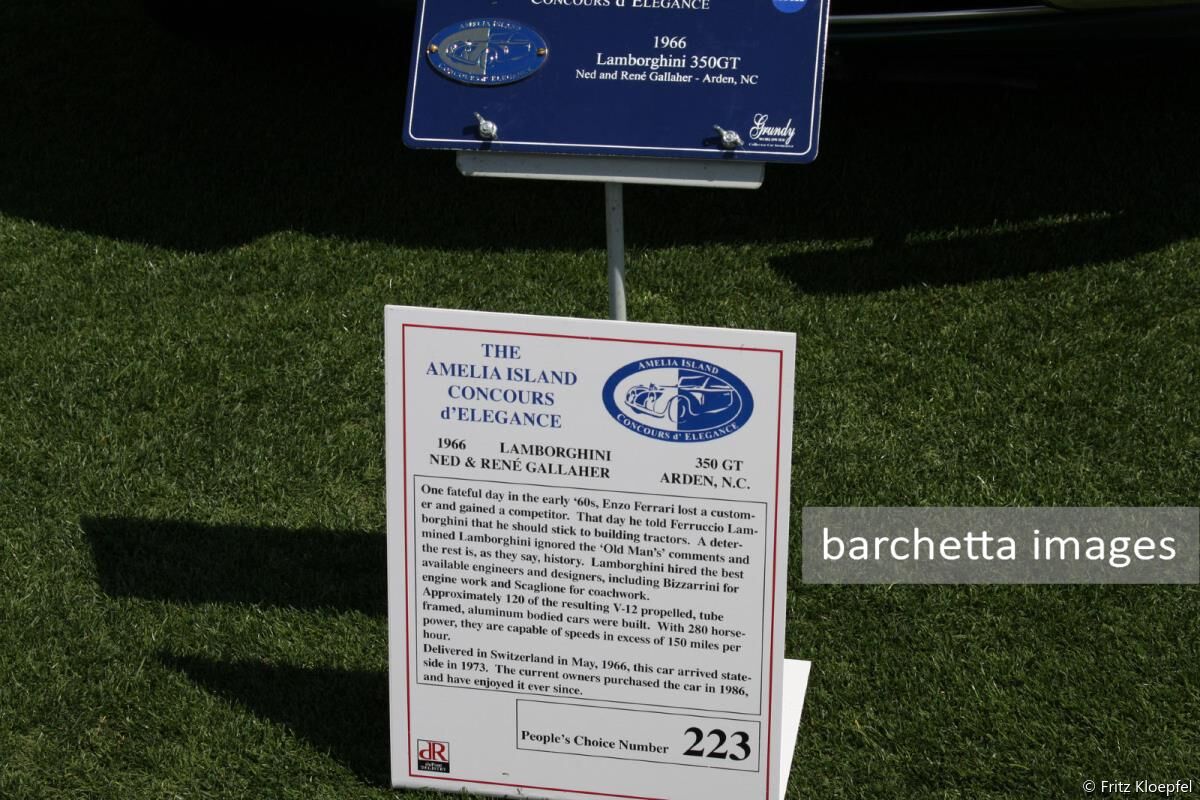 CONCOURS d'ELEGANCE
AMELIA ISLAND
CONCOURS d'ELEGANCE
1966
Lamborghini 350GT
Ned and René Gallaher - Arden, NC
Grundy
THE
AMELIA ISLAND
CONCOURS
d'ELEGANCE
AMELIA ISLAND
CONCOURS d' ELEGANCE
1966 LAMBORGHINI 350 GT
NED & RENÉ GALLAHER ARDEN, N.C.
One fateful day in the early ‘60s, Enzo Ferrari lost a custom-
er and gained a competitor. That day he told Ferruccio Lam-
borghini that he should stick to building tractors. A deter-
mined Lamborghini ignored the ‘Old Man’s’ comments and
the rest is, as they say, history. Lamborghini hired the best
available engineers and designers, including Bizzarrini for
engine work and Scaglione for coachwork.
Approximately 120 of the resulting V-12 propelled, tube
framed, aluminum bodied cars were built. With 280 horse-
power, they are capable of speeds in excess of 150 miles per
hour.
Delivered in Switzerland in May, 1966, this car arrived state-
side in 1973. The current owners purchased the car in 1986,
and have enjoyed it ever since.
People’s Choice Number 223
dR
duPont
REGISTRY
barchetta images
© Fritz Kloepfel